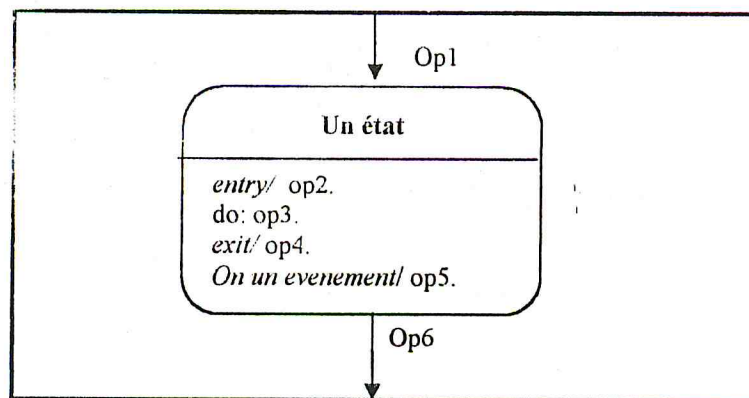 Op1
Un état
entry/ op2.
do: op3.
exit/ op4.
On un evenement/ op5.
Op6